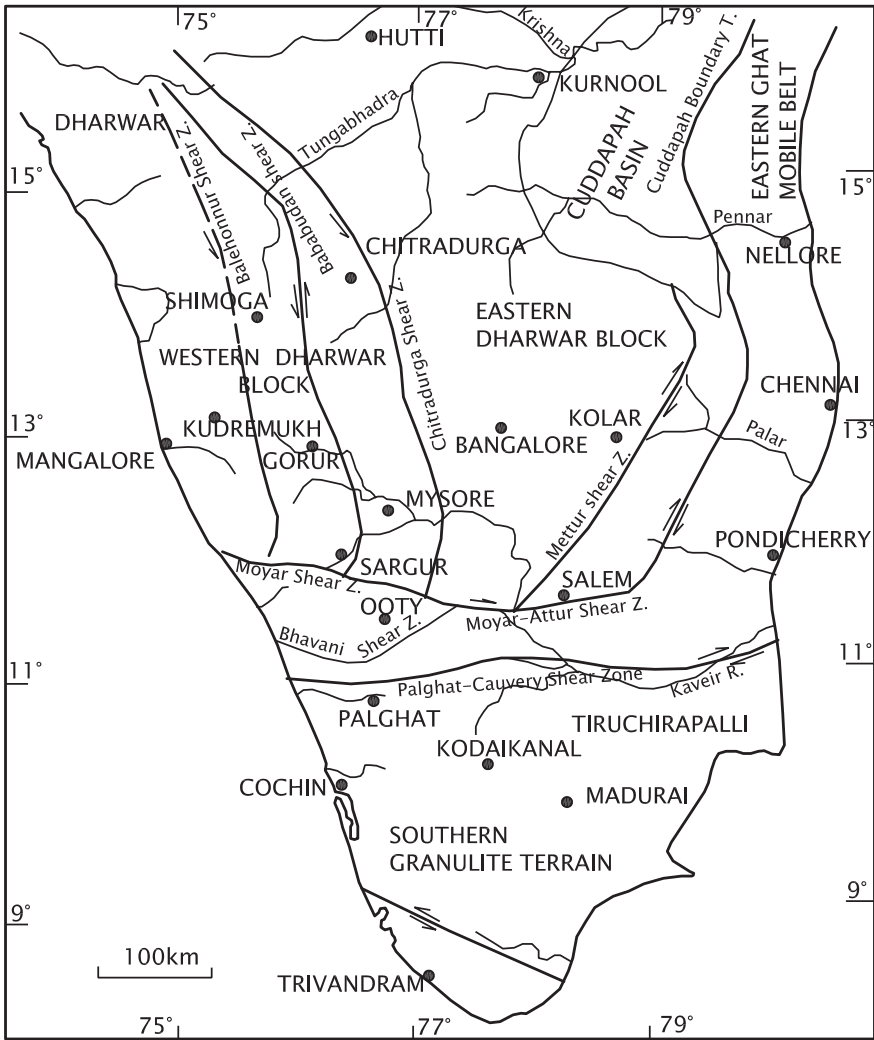 75°
77°
79°
HUTTI
Krishna
KURNOOL
DHARWAR
Tungabhadra
Balehonnur Shear Z.
Bababudan shear Z.
CUDDAPAH
BASIN
Cuddapah Boundary T.
EASTERN GHAT
MOBILE BELT
15°
15°
Pennar
NELLORE
CHITRADURGA
SHIMOGA
EASTERN
DHARWAR BLOCK
Chitradurga Shear Z.
WESTERN DHARWAR
BLOCK
CHENNAI
KUDREMUKH
KOLAR
BANGALORE
13°
13°
MANGALORE
GORUR
Palar
MYSORE
Mettur shear Z.
PONDICHERRY
SARGUR
Moyar Shear Z.
SALEM
OOTY
Moyar-Attur Shear Z.
Bhavani Shear Z.
11°
11°
Palghat-Cauvery Shear Zone
Kaveir R.
PALGHAT
TIRUCHIRAPALLI
KODAIKANAL
COCHIN
MADURAI
SOUTHERN
GRANULITE TERRAIN
9°
9°
100km
TRIVANDRAM
75°
77°
79°